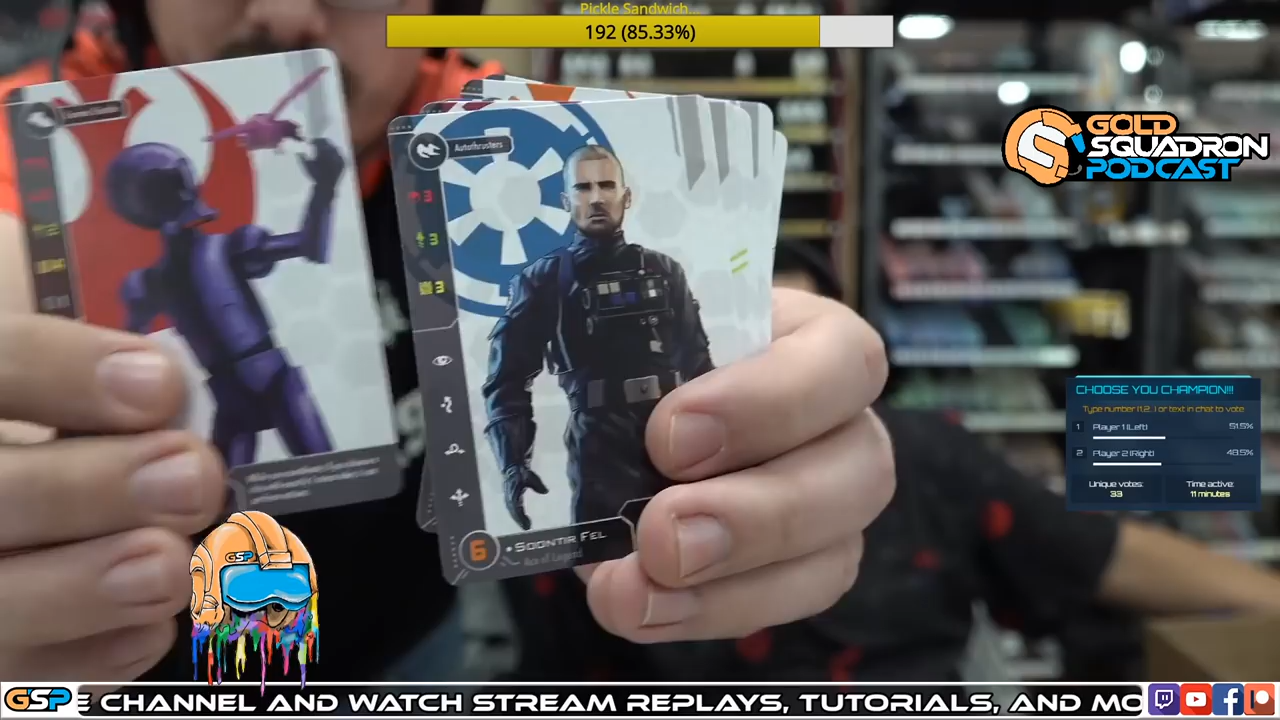 Pickle Sandwich...
192 (85.33%)
GOLD
SQUADRON
PODCAST
Autothrusters
3
3
3
6
•SOONTIR FEL
Ace of Legend
CHOOSE YOU CHAMPION!!!
Type number (1,2...) or text in chat to vote
1 Player 1 (Left) 51.5%
2 Player 2 (Right) 48.5%
Unique votes: Time active:
33 11 minutes
GSP
GSP E CHANNEL AND WATCH STREAM REPLAYS, TUTORIALS, AND MO